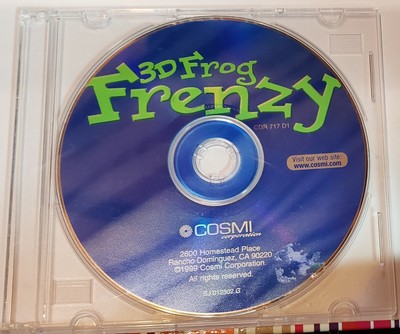 3D Frog
Frenzy
CDR 717 D1
Visit our web site:
www.cosmi.com
COSMI
corporation
2600 Homestead Place
Rancho Dominguez, CA 90220
©1999 Cosmi Corporation
All rights reserved